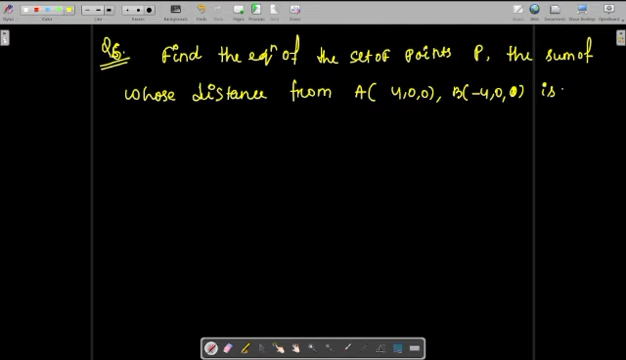 Q5. Find the eqn of the set of points P, the sum of
whose distance from A( 4,0,0), B(-4,0,0) is